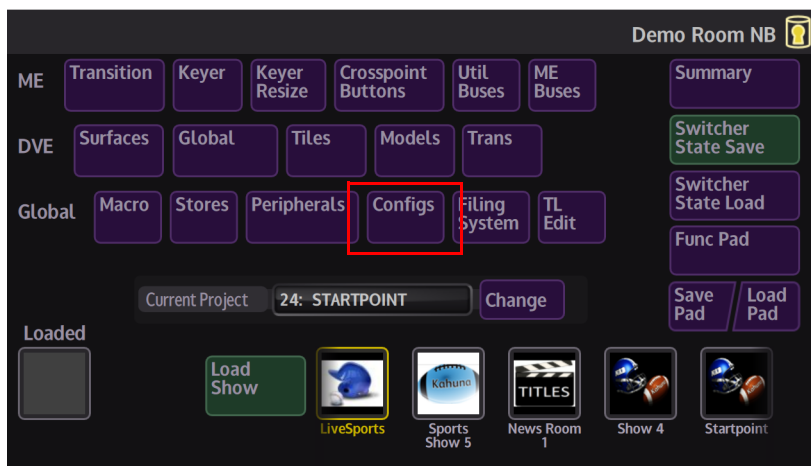 Demo Room NB
ME
Transition
Keyer
Keyer
Resize
Crosspoint
Buttons
Util
Buses
ME
Buses
Summary
DVE
Surfaces
Global
Tiles
Models
Trans
Switcher
State Save
Global
Macro
Stores
Peripherals
Configs
Filing
System
TL
Edit
Switcher
State Load
Func Pad
Current Project
24: STARTPOINT
Change
Save
Pad
Load
Pad
Loaded
Load
Show
Kahuna
TITLES
LiveSports
Sports
Show 5
News Room
1
Show 4
Startpoint